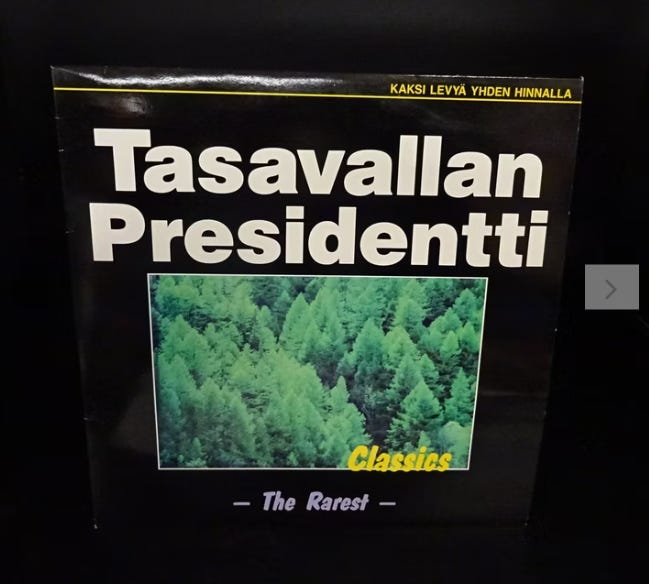 KAKSI LEVYÄ YHDEN HINNALLA
Tasavallan
Presidentti
Classics
– The Rarest –